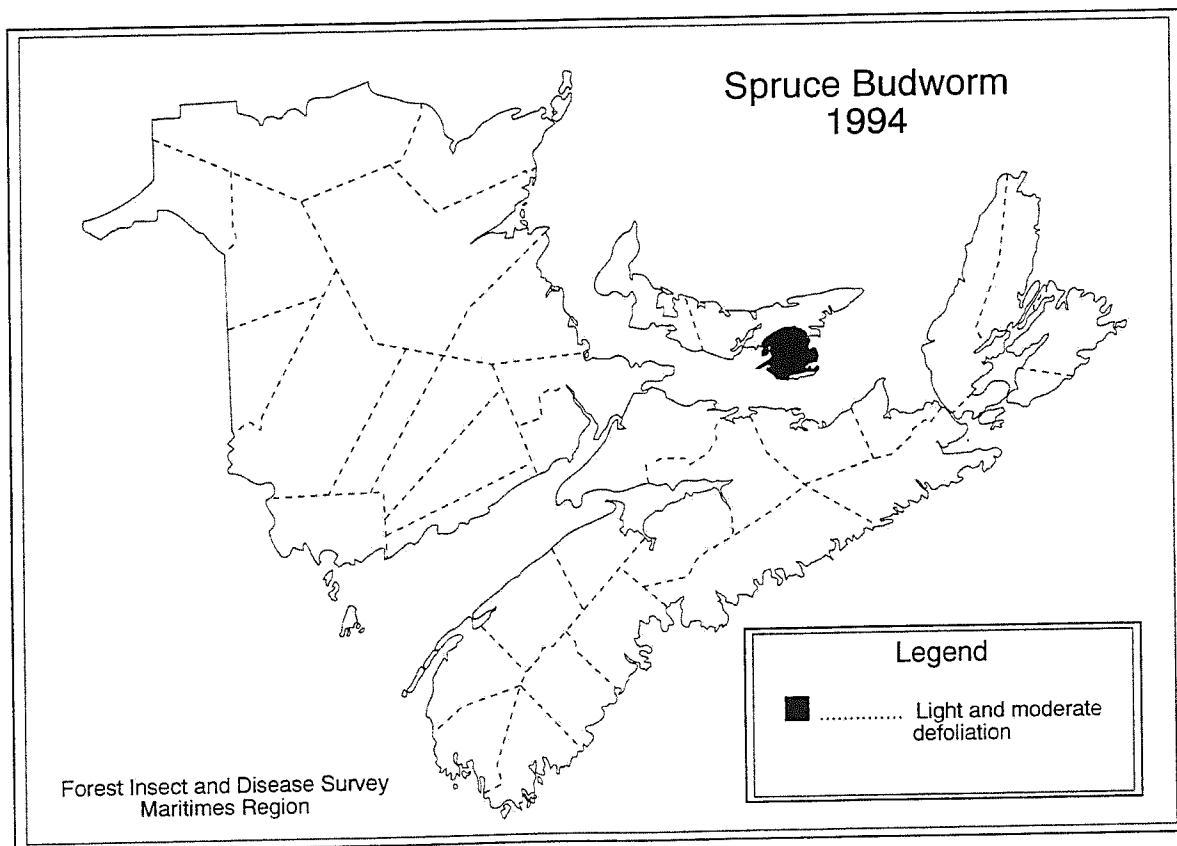 Spruce Budworm
1994
Legend
.............. Light and moderate
defoliation
Forest Insect and Disease Survey
Maritimes Region